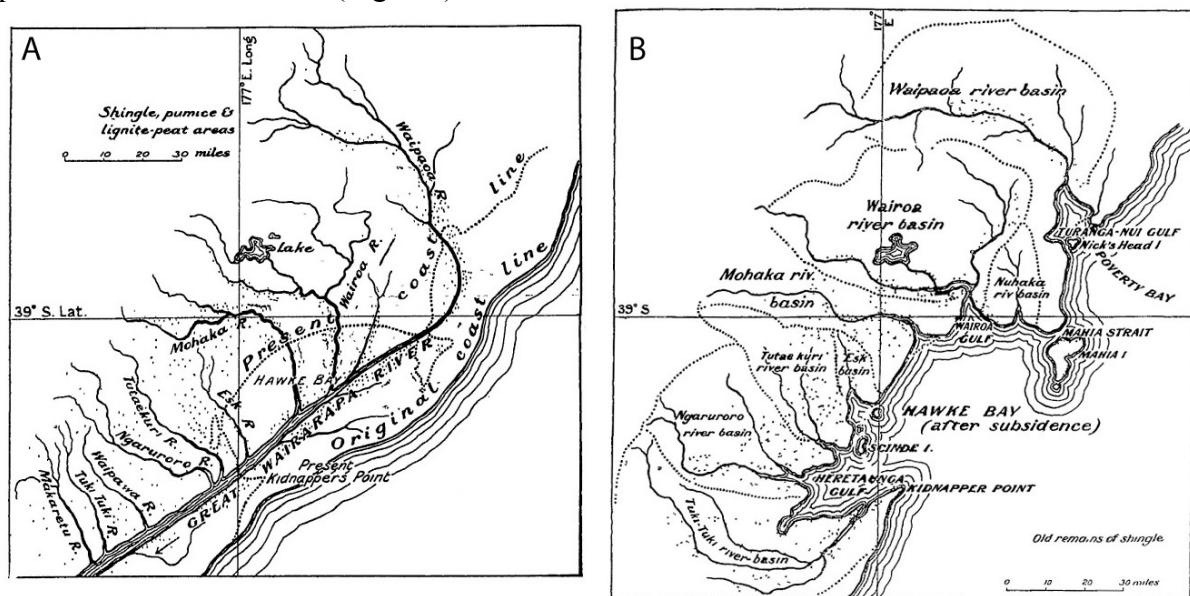 A
177° E. Long
Shingle, pumice &
lignite-peat areas
0 10 20 30 miles
Waipaoa R.
line
Lake
Wairoa R.
coast
39° S. Lat.
Mohaka R.
Present
HAWKE BAY
GREAT WAIRARAPA RIVER
Original coast line
Tutaekuri R.
Esk R.
Ngaruroro R.
Present
Kidnappers Point
Waipawa R.
Tuki Tuki R.
Makaretu R.
B
177°
E
Waipaoa river basin
Wairoa
river basin
TURANGA-NUI GULF
Nick's Head I
POVERTY BAY
Mohaka riv.
basin
Nuhaka
riv basin
39° S
WAIROA
GULF
MAHIA STRAIT
MAHIA I
Tutaekuri
river basin
Esk
basin
HAWKE BAY
(after subsidence)
Ngaruroro
river basin
SCINDE I.
HERETAUNGA
GULF
KIDNAPPER POINT
Tuki-Tuki river-basin
Old remains of shingle
0 10 20 30 miles